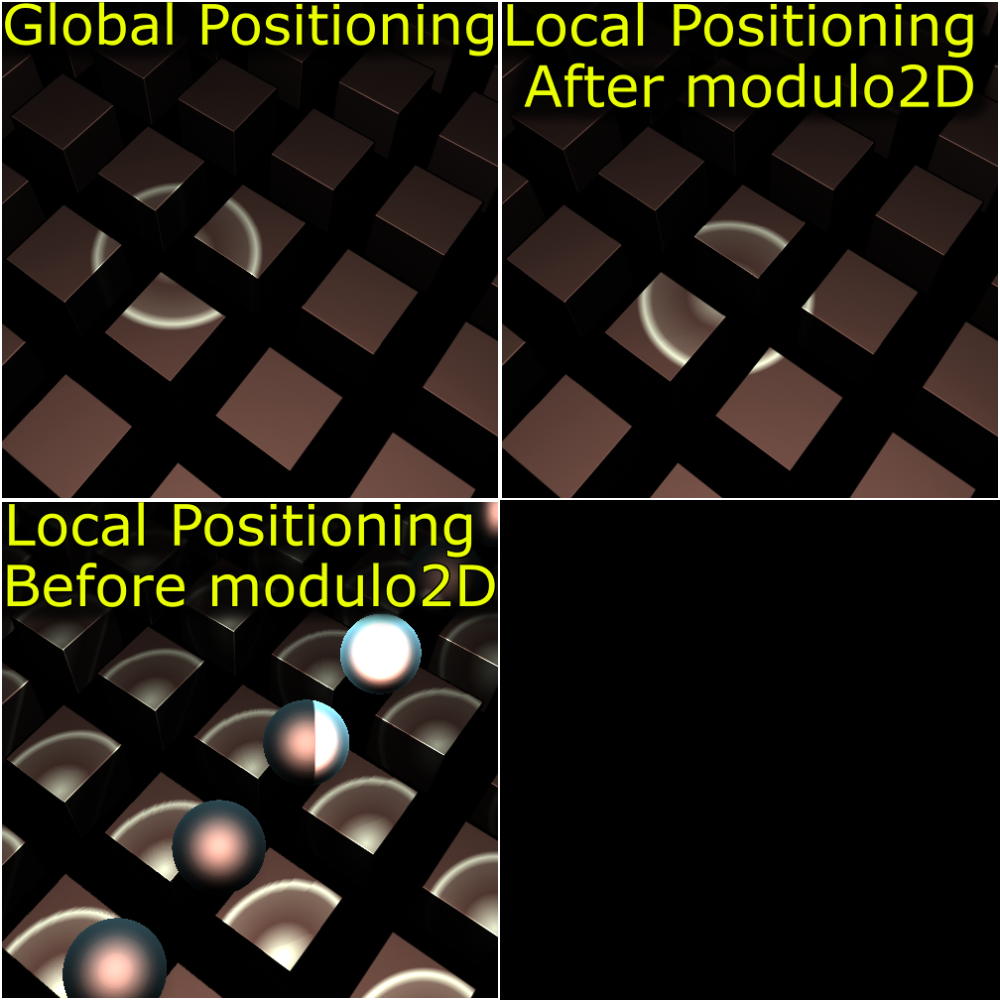 Global Positioning
Local Positioning
After modulo2D
Local Positioning
Before modulo2D